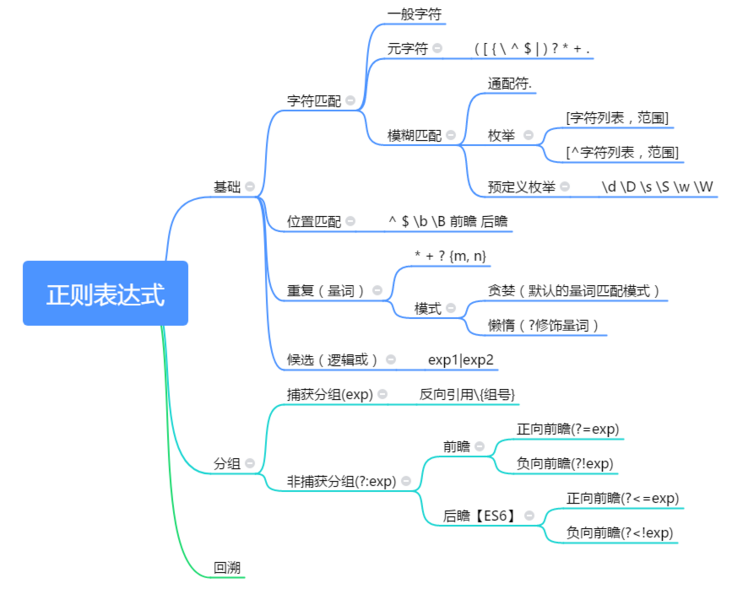 正则表达式
基础
字符匹配
一般字符
元字符
( [ { \ ^ $ | ) ? * + .
模糊匹配
通配符.
枚举
[字符列表，范围]
[^字符列表，范围]
预定义枚举
\d \D \s \S \w \W
位置匹配
^ $ \b \B 前瞻 后瞻
重复（量词）
* + ? {m, n}
模式
贪婪（默认的量词匹配模式）
懒惰（?修饰量词）
候选（逻辑或）
exp1|exp2
分组
捕获分组(exp)
反向引用\{组号}
非捕获分组(?:exp)
前瞻
正向前瞻(?=exp)
负向前瞻(?!exp)
后瞻【ES6】
正向前瞻(?<=exp)
负向前瞻(?<!exp)
回溯